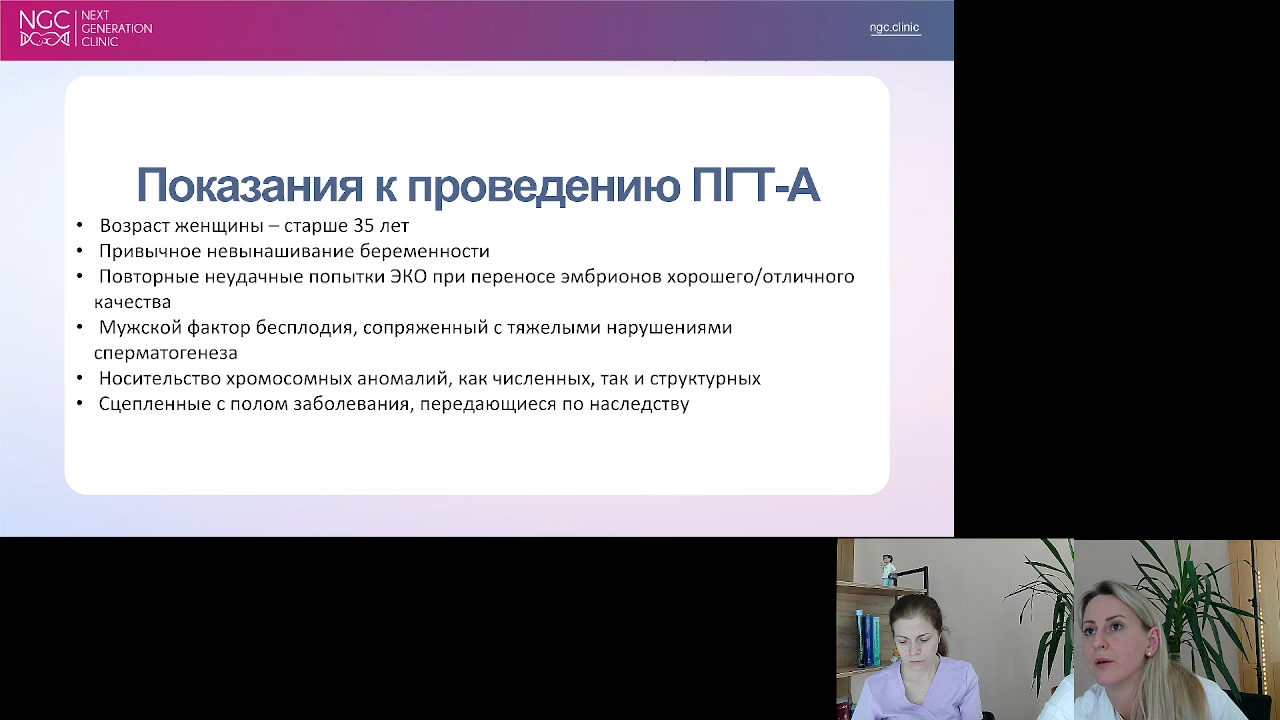 NGC
NEXT
GENERATION
CLINIC
ngc.clinic
Показания к проведению ПГТ-А
• Возраст женщины – старше 35 лет
• Привычное невынашивание беременности
• Повторные неудачные попытки ЭКО при переносе эмбрионов хорошего/отличного
качества
• Мужской фактор бесплодия, сопряженный с тяжелыми нарушениями
сперматогенеза
• Носительство хромосомных аномалий, как численных, так и структурных
• Сцепленные с полом заболевания, передающиеся по наследству